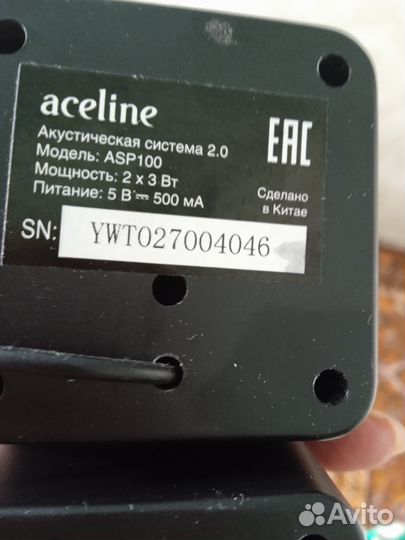 aceline
EAC
Акустическая система 2.0
Модель: ASP100
Мощность: 2 x 3 Вт
Питание: 5 В⎓ 500 мА
Сделано
в Китае
SN: YWT027004046
Avito